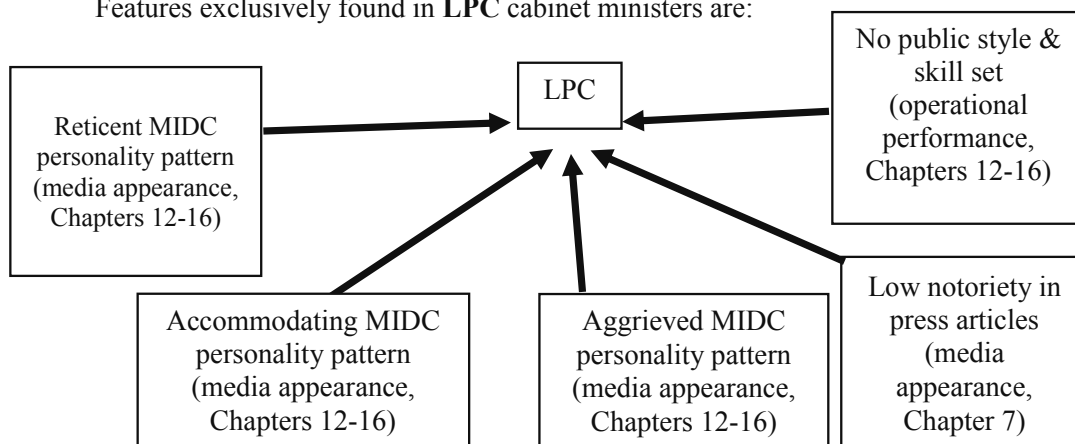 Features exclusively found in LPC cabinet ministers are:
LPC
No public style &
skill set
(operational
performance,
Chapters 12-16)
Reticent MIDC
personality pattern
(media appearance,
Chapters 12-16)
Accommodating MIDC
personality pattern
(media appearance,
Chapters 12-16)
Aggrieved MIDC
personality pattern
(media appearance,
Chapters 12-16)
Low notoriety in
press articles
(media
appearance,
Chapter 7)